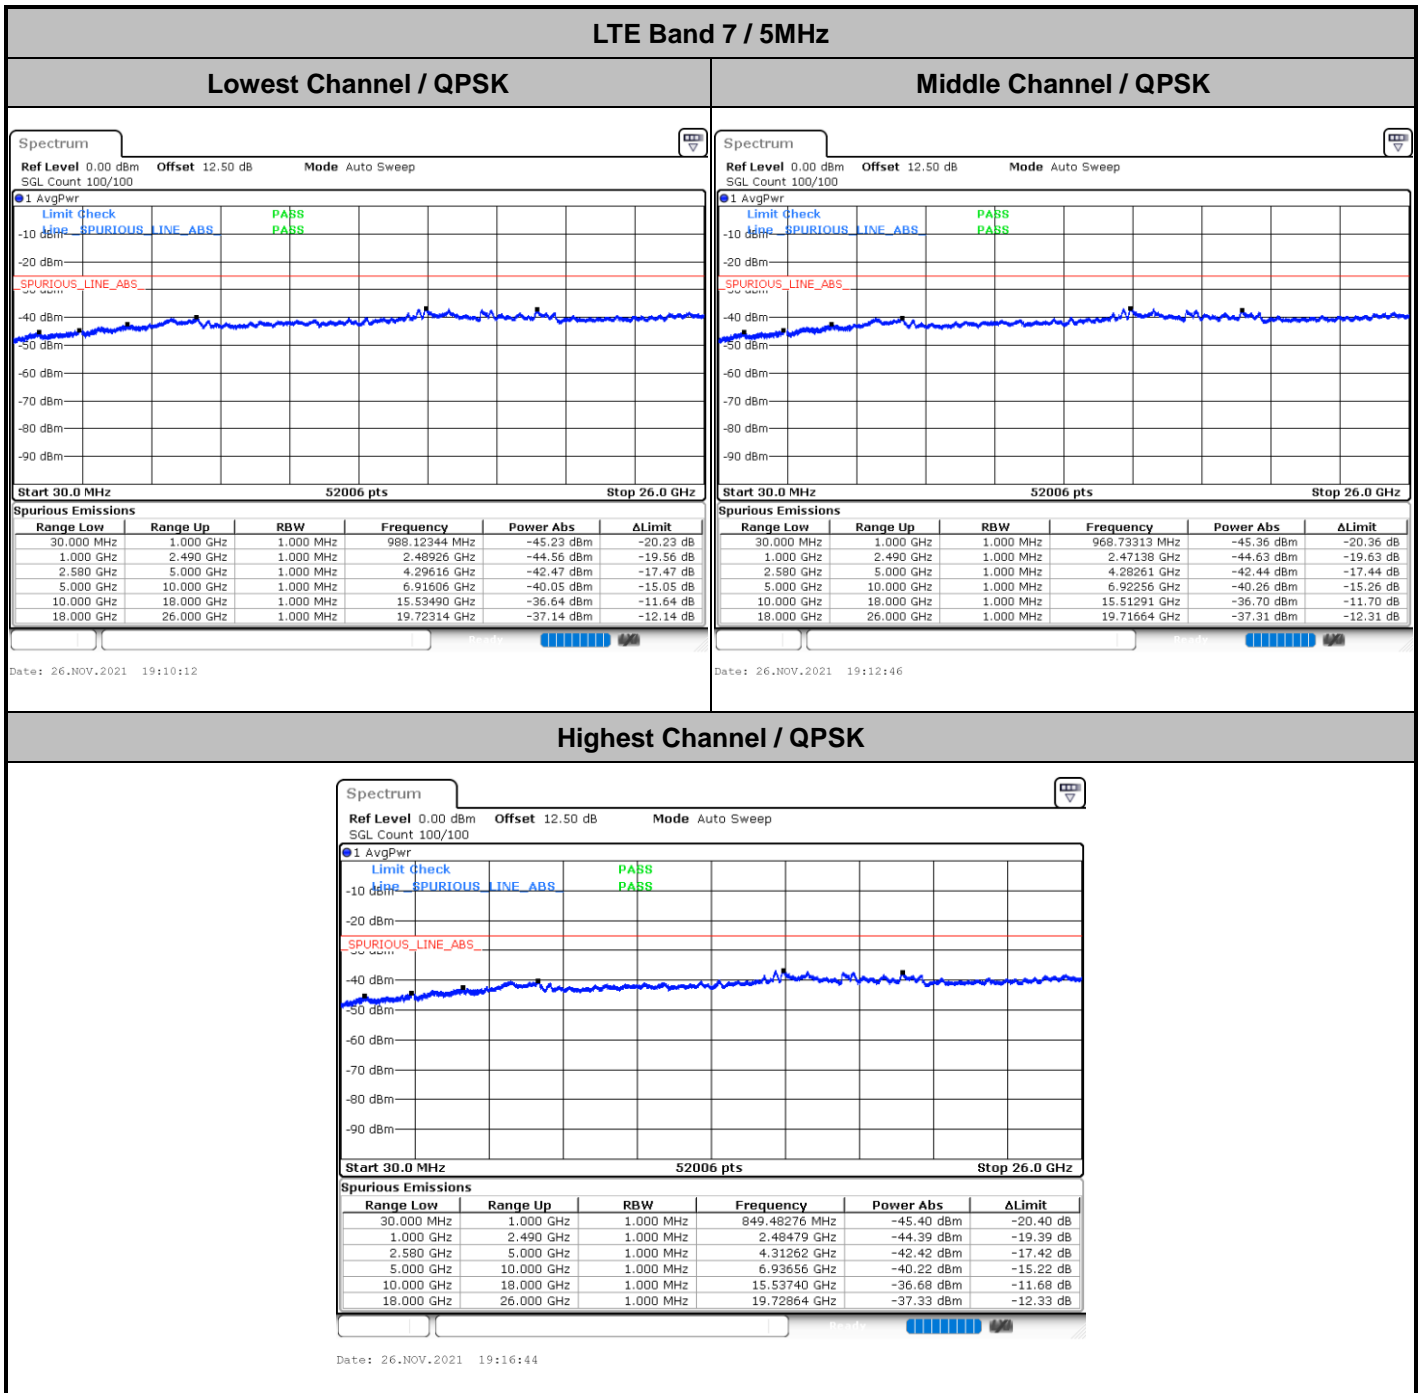 LTE Band 7 / 5MHz
Lowest Channel / QPSK
Middle Channel / QPSK
Spectrum
Ref Level 0.00 dBm Offset 12.50 dB Mode Auto Sweep
SGL Count 100/100
1 AvgPwr
Limit Check PASS
-10 dBm Line _SPURIOUS_LINE_ABS_ PASS
-20 dBm
_SPURIOUS_LINE_ABS_
-30 dBm
-40 dBm
-50 dBm
-60 dBm
-70 dBm
-80 dBm
-90 dBm
Start 30.0 MHz 52006 pts Stop 26.0 GHz
Spurious Emissions
Range Low Range Up RBW Frequency Power Abs ΔLimit
30.000 MHz 1.000 GHz 1.000 MHz 988.12344 MHz -45.23 dBm -20.23 dB
1.000 GHz 2.490 GHz 1.000 MHz 2.48926 GHz -44.56 dBm -19.56 dB
2.580 GHz 5.000 GHz 1.000 MHz 4.29616 GHz -42.47 dBm -17.47 dB
5.000 GHz 10.000 GHz 1.000 MHz 6.91606 GHz -40.05 dBm -15.05 dB
10.000 GHz 18.000 GHz 1.000 MHz 15.53490 GHz -36.64 dBm -11.64 dB
18.000 GHz 26.000 GHz 1.000 MHz 19.72314 GHz -37.14 dBm -12.14 dB
Ready
Date: 26.NOV.2021 19:10:12
Spectrum
Ref Level 0.00 dBm Offset 12.50 dB Mode Auto Sweep
SGL Count 100/100
1 AvgPwr
Limit Check PASS
-10 dBm Line _SPURIOUS_LINE_ABS_ PASS
-20 dBm
_SPURIOUS_LINE_ABS_
-30 dBm
-40 dBm
-50 dBm
-60 dBm
-70 dBm
-80 dBm
-90 dBm
Start 30.0 MHz 52006 pts Stop 26.0 GHz
Spurious Emissions
Range Low Range Up RBW Frequency Power Abs ΔLimit
30.000 MHz 1.000 GHz 1.000 MHz 968.73313 MHz -45.36 dBm -20.36 dB
1.000 GHz 2.490 GHz 1.000 MHz 2.47138 GHz -44.63 dBm -19.63 dB
2.580 GHz 5.000 GHz 1.000 MHz 4.28261 GHz -42.44 dBm -17.44 dB
5.000 GHz 10.000 GHz 1.000 MHz 6.92256 GHz -40.26 dBm -15.26 dB
10.000 GHz 18.000 GHz 1.000 MHz 15.51291 GHz -36.70 dBm -11.70 dB
18.000 GHz 26.000 GHz 1.000 MHz 19.71664 GHz -37.31 dBm -12.31 dB
Ready
Date: 26.NOV.2021 19:12:46
Highest Channel / QPSK
Spectrum
Ref Level 0.00 dBm Offset 12.50 dB Mode Auto Sweep
SGL Count 100/100
1 AvgPwr
Limit Check PASS
-10 dBm Line _SPURIOUS_LINE_ABS_ PASS
-20 dBm
_SPURIOUS_LINE_ABS_
-30 dBm
-40 dBm
-50 dBm
-60 dBm
-70 dBm
-80 dBm
-90 dBm
Start 30.0 MHz 52006 pts Stop 26.0 GHz
Spurious Emissions
Range Low Range Up RBW Frequency Power Abs ΔLimit
30.000 MHz 1.000 GHz 1.000 MHz 849.48276 MHz -45.40 dBm -20.40 dB
1.000 GHz 2.490 GHz 1.000 MHz 2.48479 GHz -44.39 dBm -19.39 dB
2.580 GHz 5.000 GHz 1.000 MHz 4.31262 GHz -42.42 dBm -17.42 dB
5.000 GHz 10.000 GHz 1.000 MHz 6.93656 GHz -40.22 dBm -15.22 dB
10.000 GHz 18.000 GHz 1.000 MHz 15.53740 GHz -36.68 dBm -11.68 dB
18.000 GHz 26.000 GHz 1.000 MHz 19.72864 GHz -37.33 dBm -12.33 dB
Ready
Date: 26.NOV.2021 19:16:44